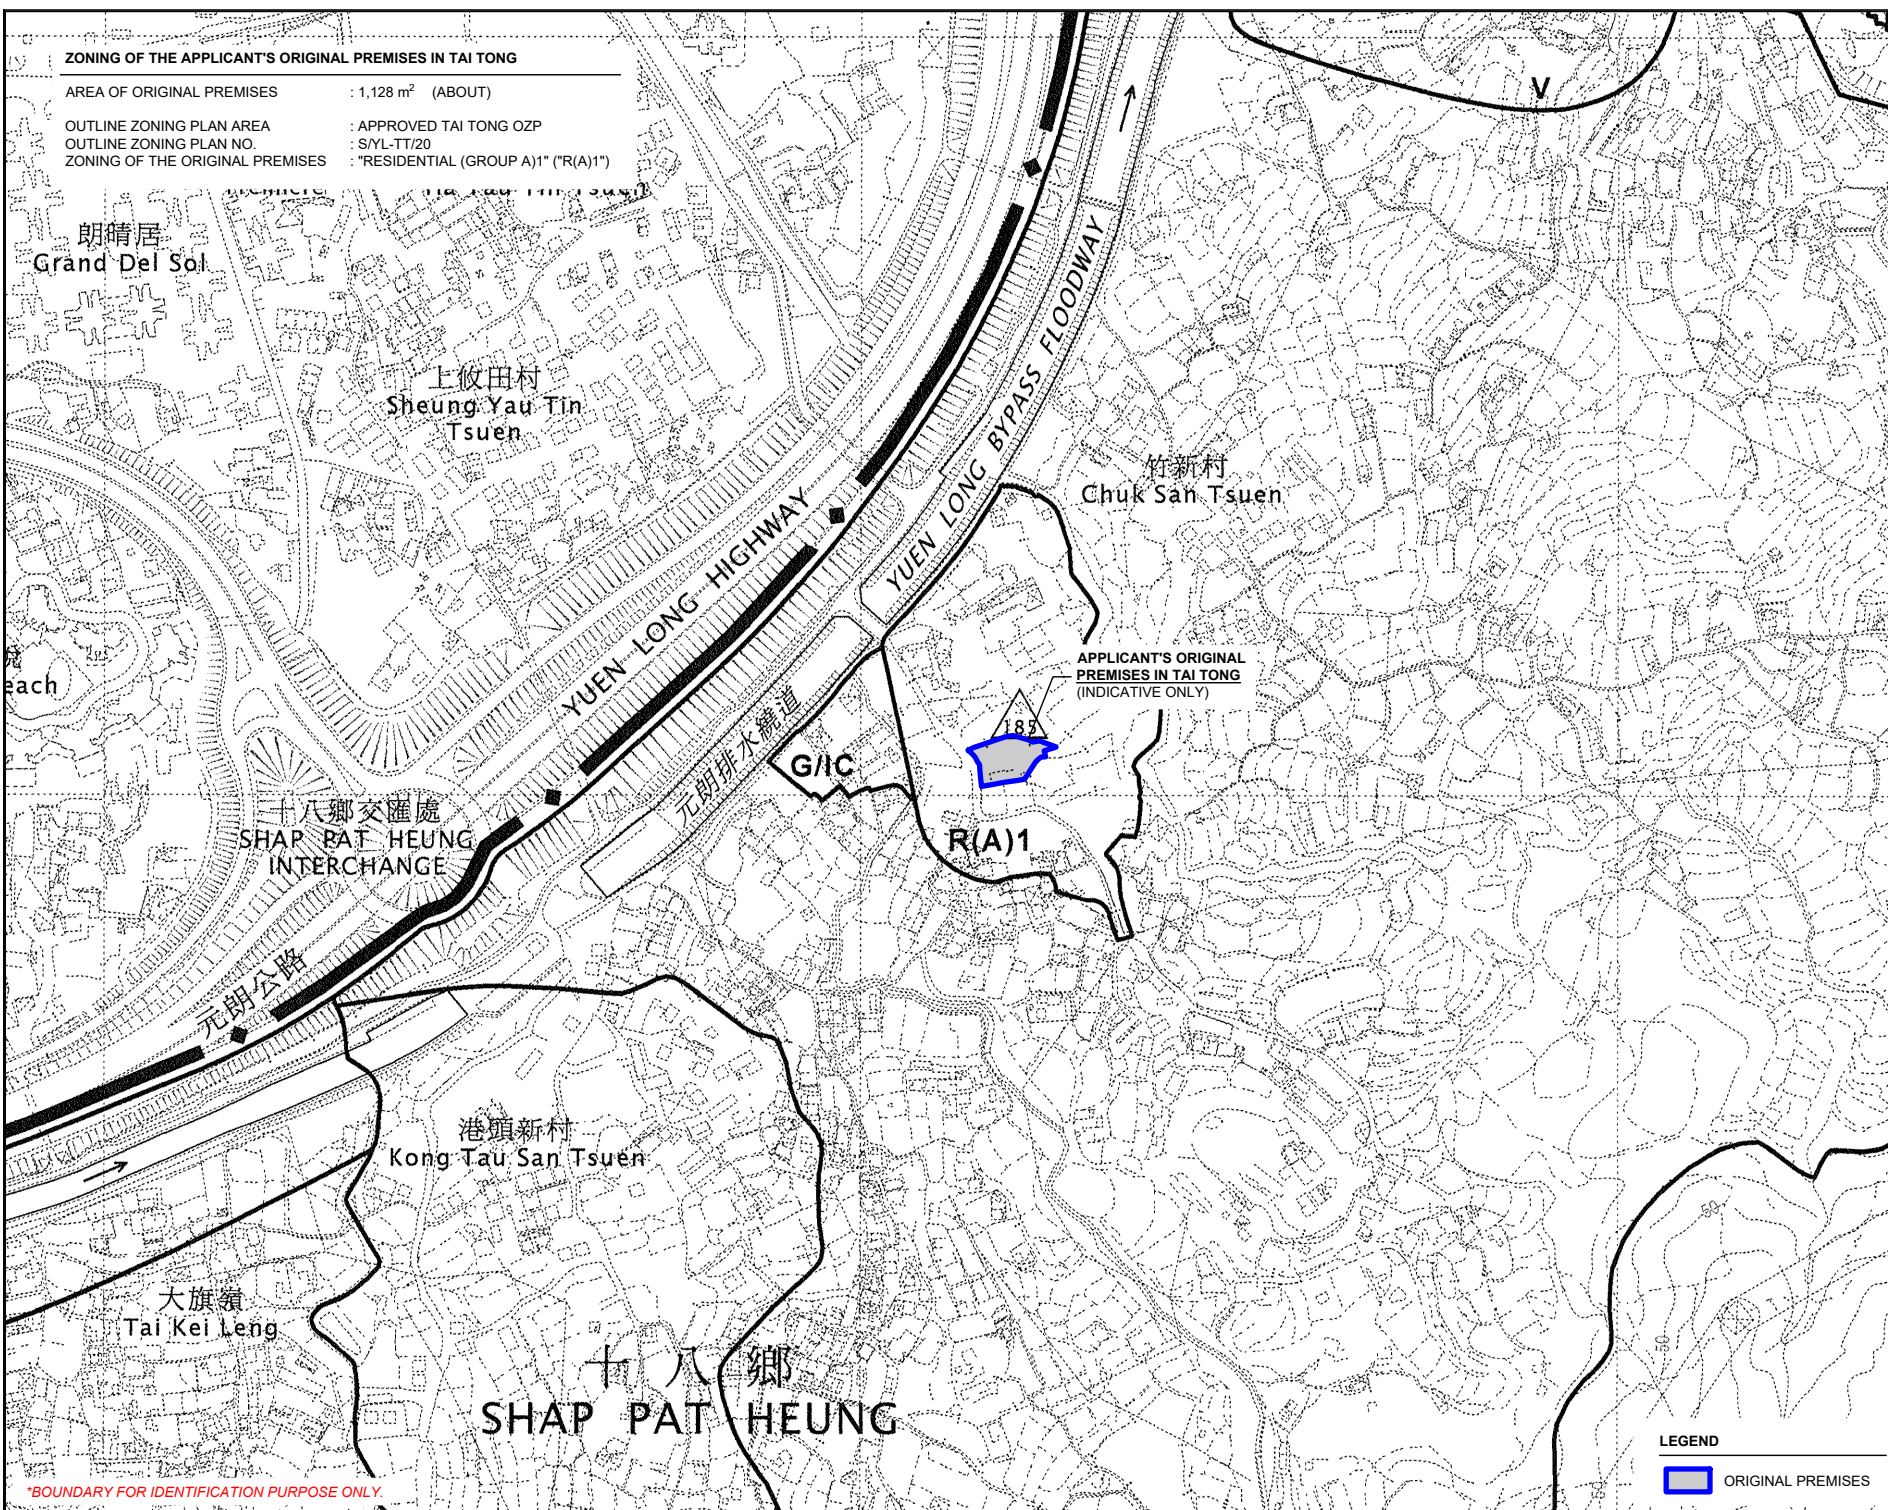 ZONING OF THE APPLICANT'S ORIGINAL PREMISES IN TAI TONG
AREA OF ORIGINAL PREMISES : 1,128 m² (ABOUT)
OUTLINE ZONING PLAN AREA : APPROVED TAI TONG OZP
OUTLINE ZONING PLAN NO. : S/YL-TT/20
ZONING OF THE ORIGINAL PREMISES : "RESIDENTIAL (GROUP A)1" ("R(A)1")
V
朗晴居
Grand Del Sol
上攸田村
Sheung Yau Tin
Tsuen
竹新村
Chuk San Tsuen
YUEN LONG HIGHWAY
YUEN LONG BYPASS FLOODWAY
each
APPLICANT'S ORIGINAL
PREMISES IN TAI TONG
(INDICATIVE ONLY)
185
元朗排水繞道
G/IC
R(A)1
十八鄉交匯處
SHAP PAT HEUNG
INTERCHANGE
元朗公路
港頭新村
Kong Tau San Tsuen
大旗嶺
Tai Kei Leng
十八鄉
SHAP PAT HEUNG
50
50
LEGEND
ORIGINAL PREMISES
*BOUNDARY FOR IDENTIFICATION PURPOSE ONLY.